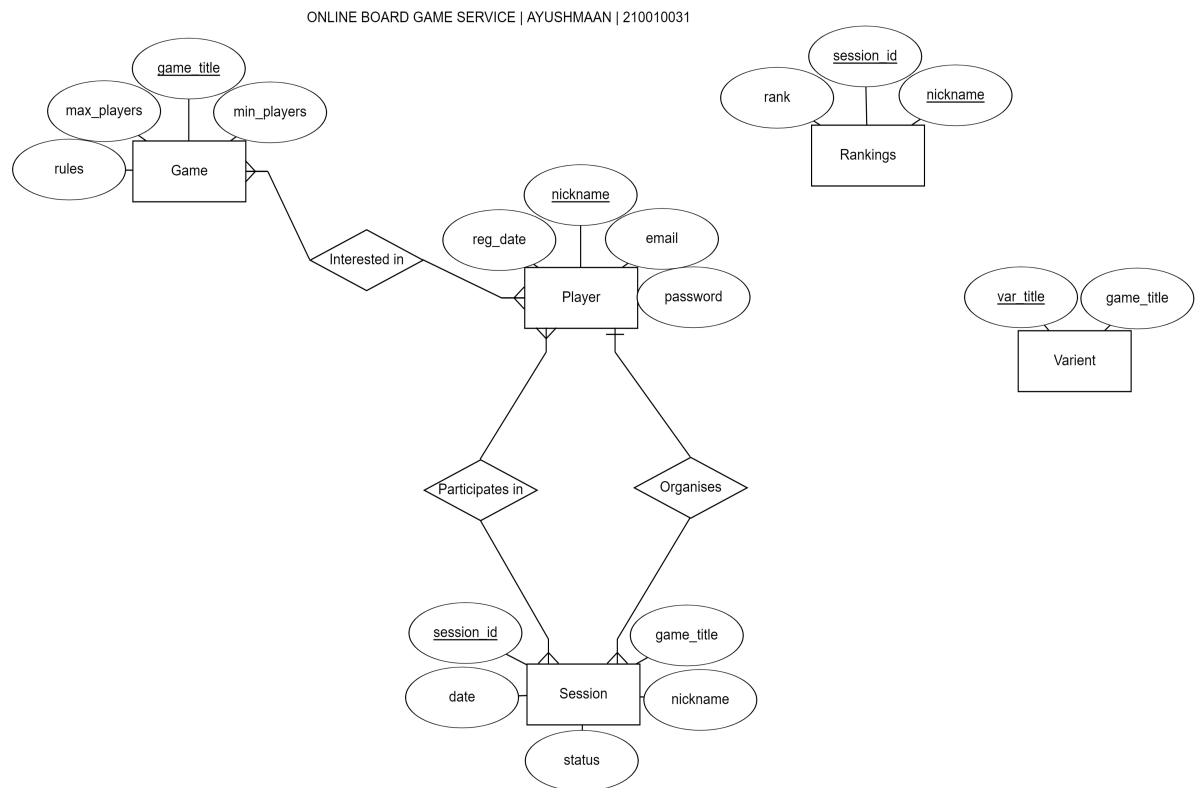 ONLINE BOARD GAME SERVICE | AYUSHMAAN | 210010031
game_title
max_players
min_players
rules
Game
session_id
rank
nickname
Rankings
Interested in
nickname
reg_date
email
Player
password
var_title
game_title
Varient
Participates in
Organises
session_id
game_title
date
Session
nickname
status